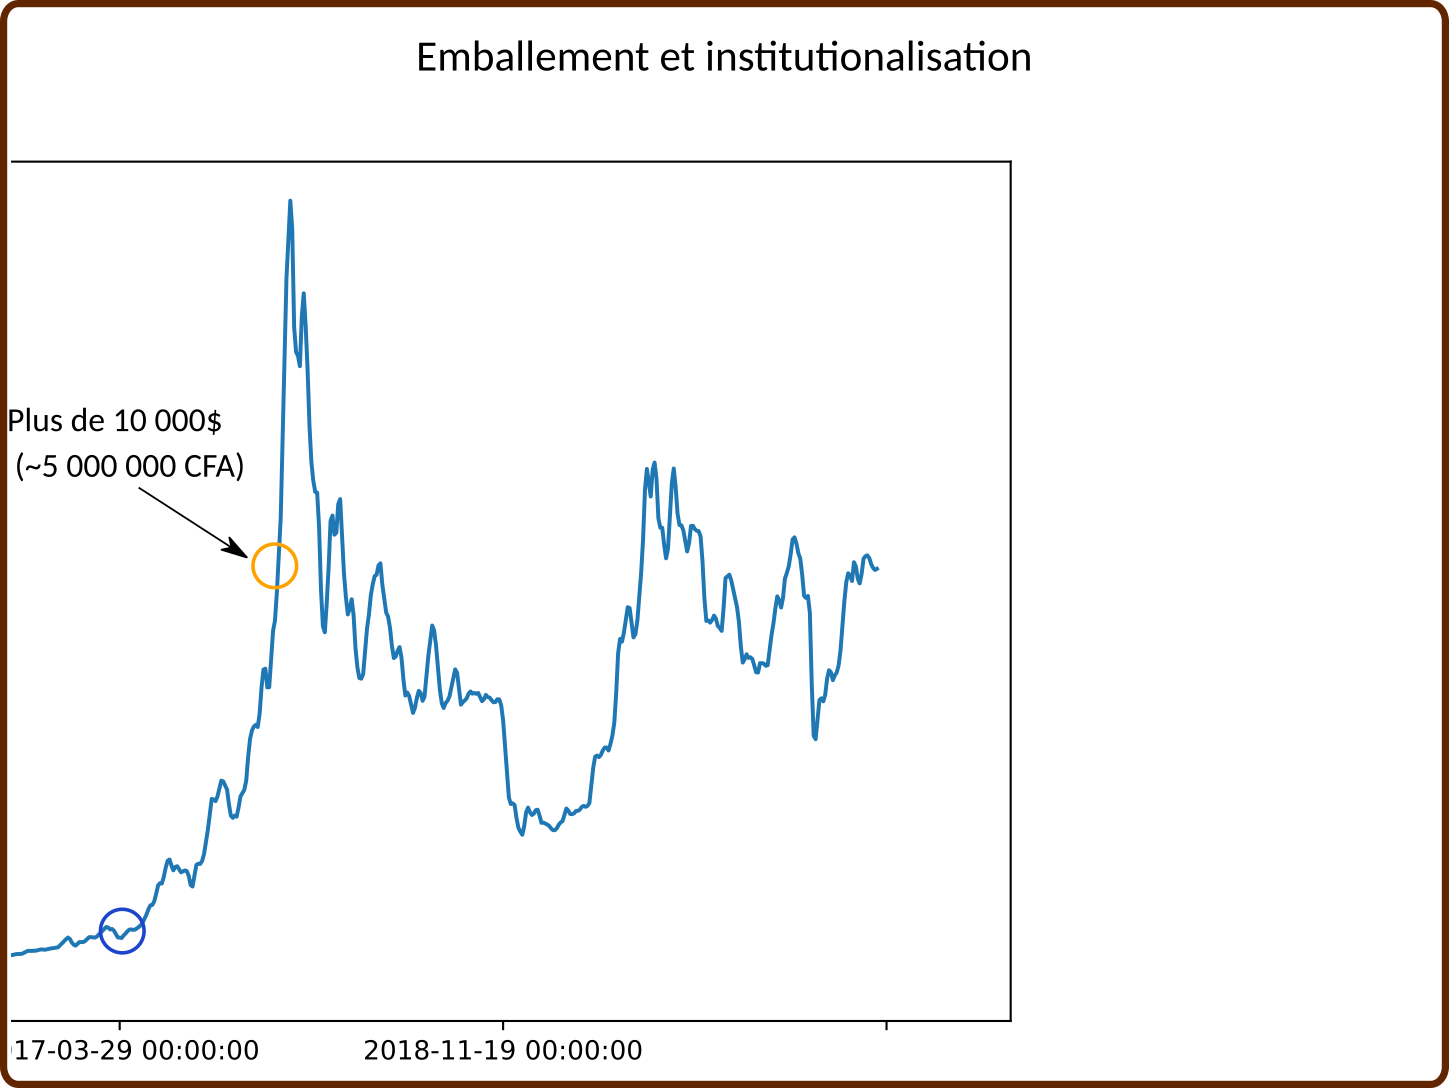 Emballement et institutionalisation
Plus de 10 000$
(~5 000 000 CFA)
17-03-29 00:00:00
2018-11-19 00:00:00